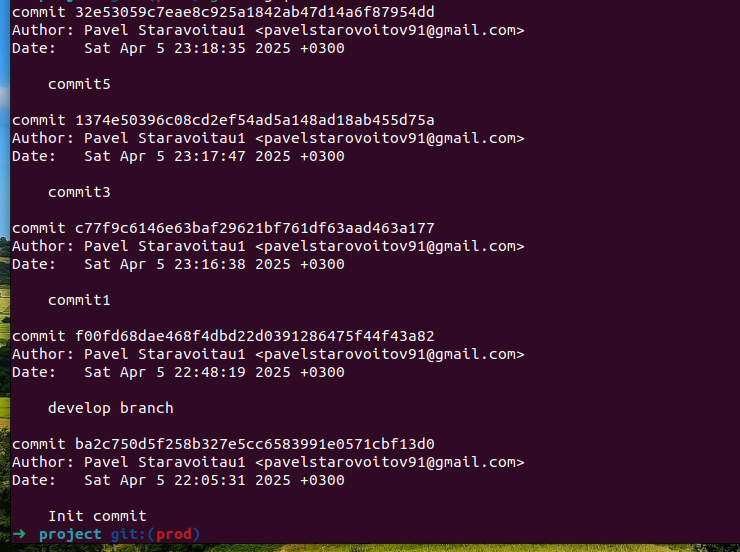 commit 32e53059c7eae8c925a1842ab47d14a6f87954dd
Author: Pavel Staravoitau1 <pavelstarovoitov91@gmail.com>
Date:   Sat Apr 5 23:18:35 2025 +0300
commit5
commit 1374e50396c08cd2ef54ad5a148ad18ab455d75a
Author: Pavel Staravoitau1 <pavelstarovoitov91@gmail.com>
Date:   Sat Apr 5 23:17:47 2025 +0300
commit3
commit c77f9c6146e63baf29621bf761df63aad463a177
Author: Pavel Staravoitau1 <pavelstarovoitov91@gmail.com>
Date:   Sat Apr 5 23:16:38 2025 +0300
commit1
commit f00fd68dae468f4dbd22d0391286475f44f43a82
Author: Pavel Staravoitau1 <pavelstarovoitov91@gmail.com>
Date:   Sat Apr 5 22:48:19 2025 +0300
develop branch
commit ba2c750d5f258b327e5cc6583991e0571cbf13d0
Author: Pavel Staravoitau1 <pavelstarovoitov91@gmail.com>
Date:   Sat Apr 5 22:05:31 2025 +0300
Init commit
➜ project git:(prod)